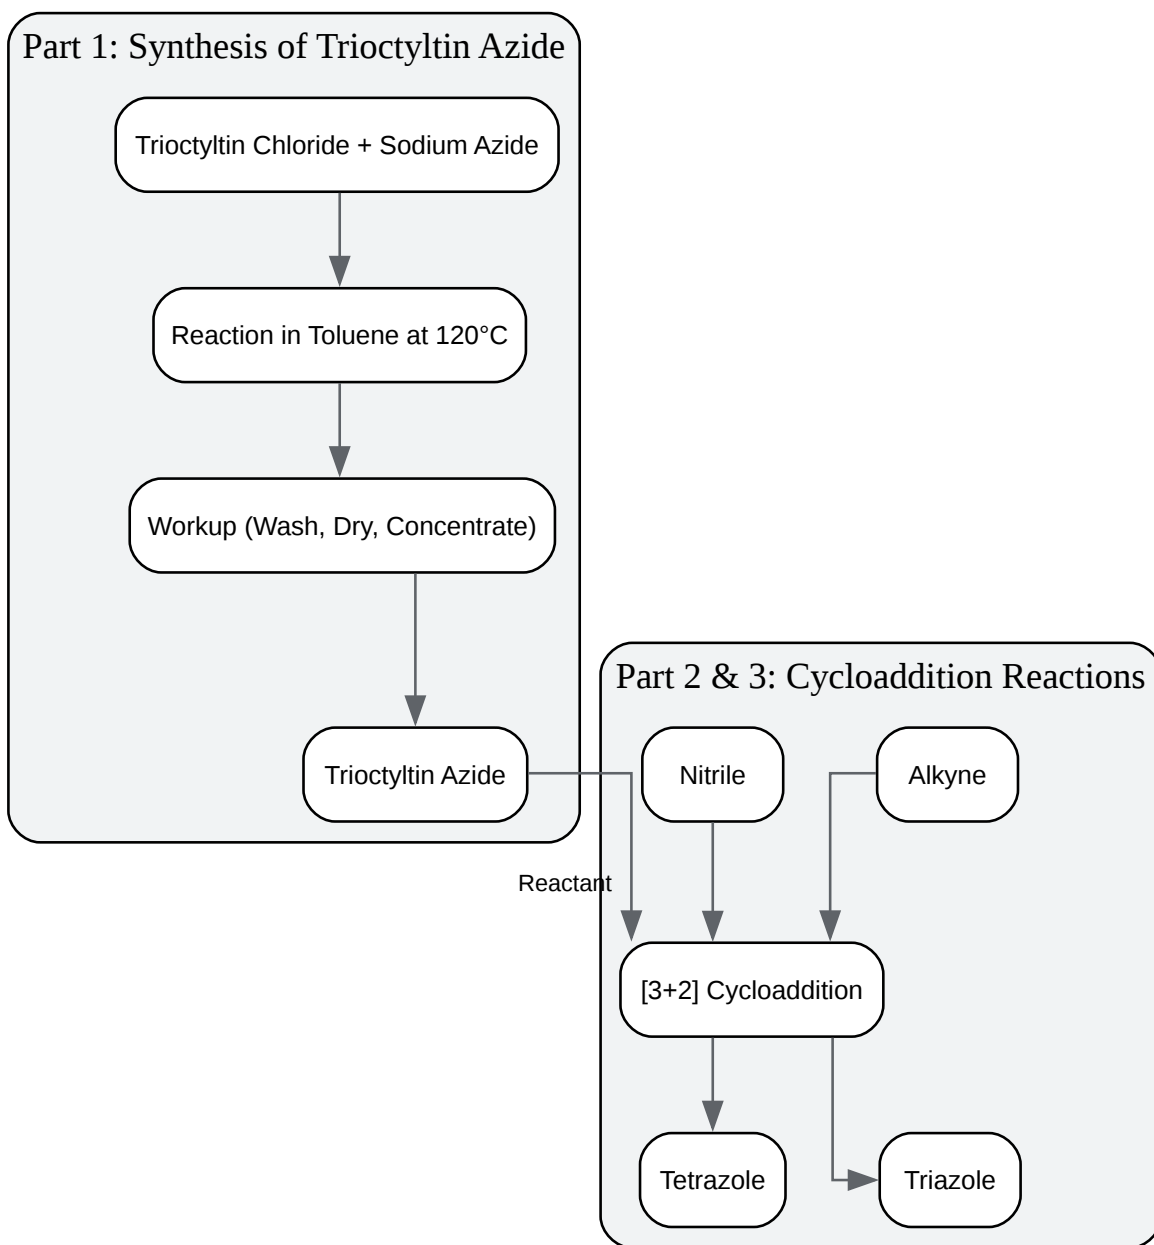 Part 1: Synthesis of Trioctyltin Azide
Trioctyltin Chloride + Sodium Azide
Reaction in Toluene at 120°C
Workup (Wash, Dry, Concentrate)
Trioctyltin Azide
Reactant
Part 2 & 3: Cycloaddition Reactions
Nitrile
Alkyne
[3+2] Cycloaddition
Tetrazole
Triazole